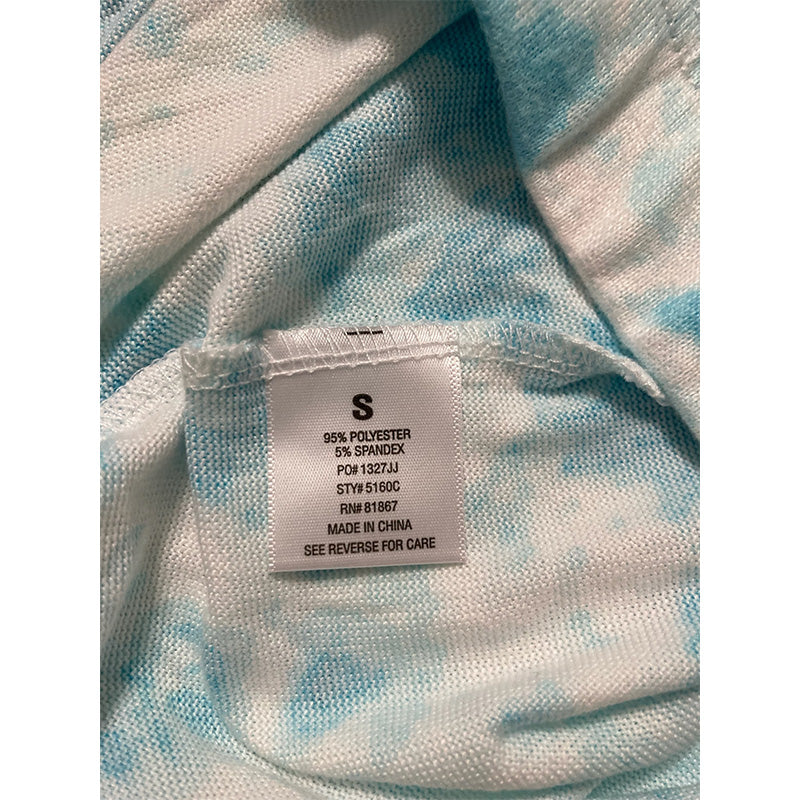 S
95% POLYESTER
5% SPANDEX
PO# 1327JJ
STY# 5160C
RN# 81867
MADE IN CHINA
SEE REVERSE FOR CARE